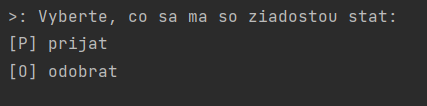 >: Vyberte, co sa ma so ziadostou stat:
[P] prijat
[O] odobrat